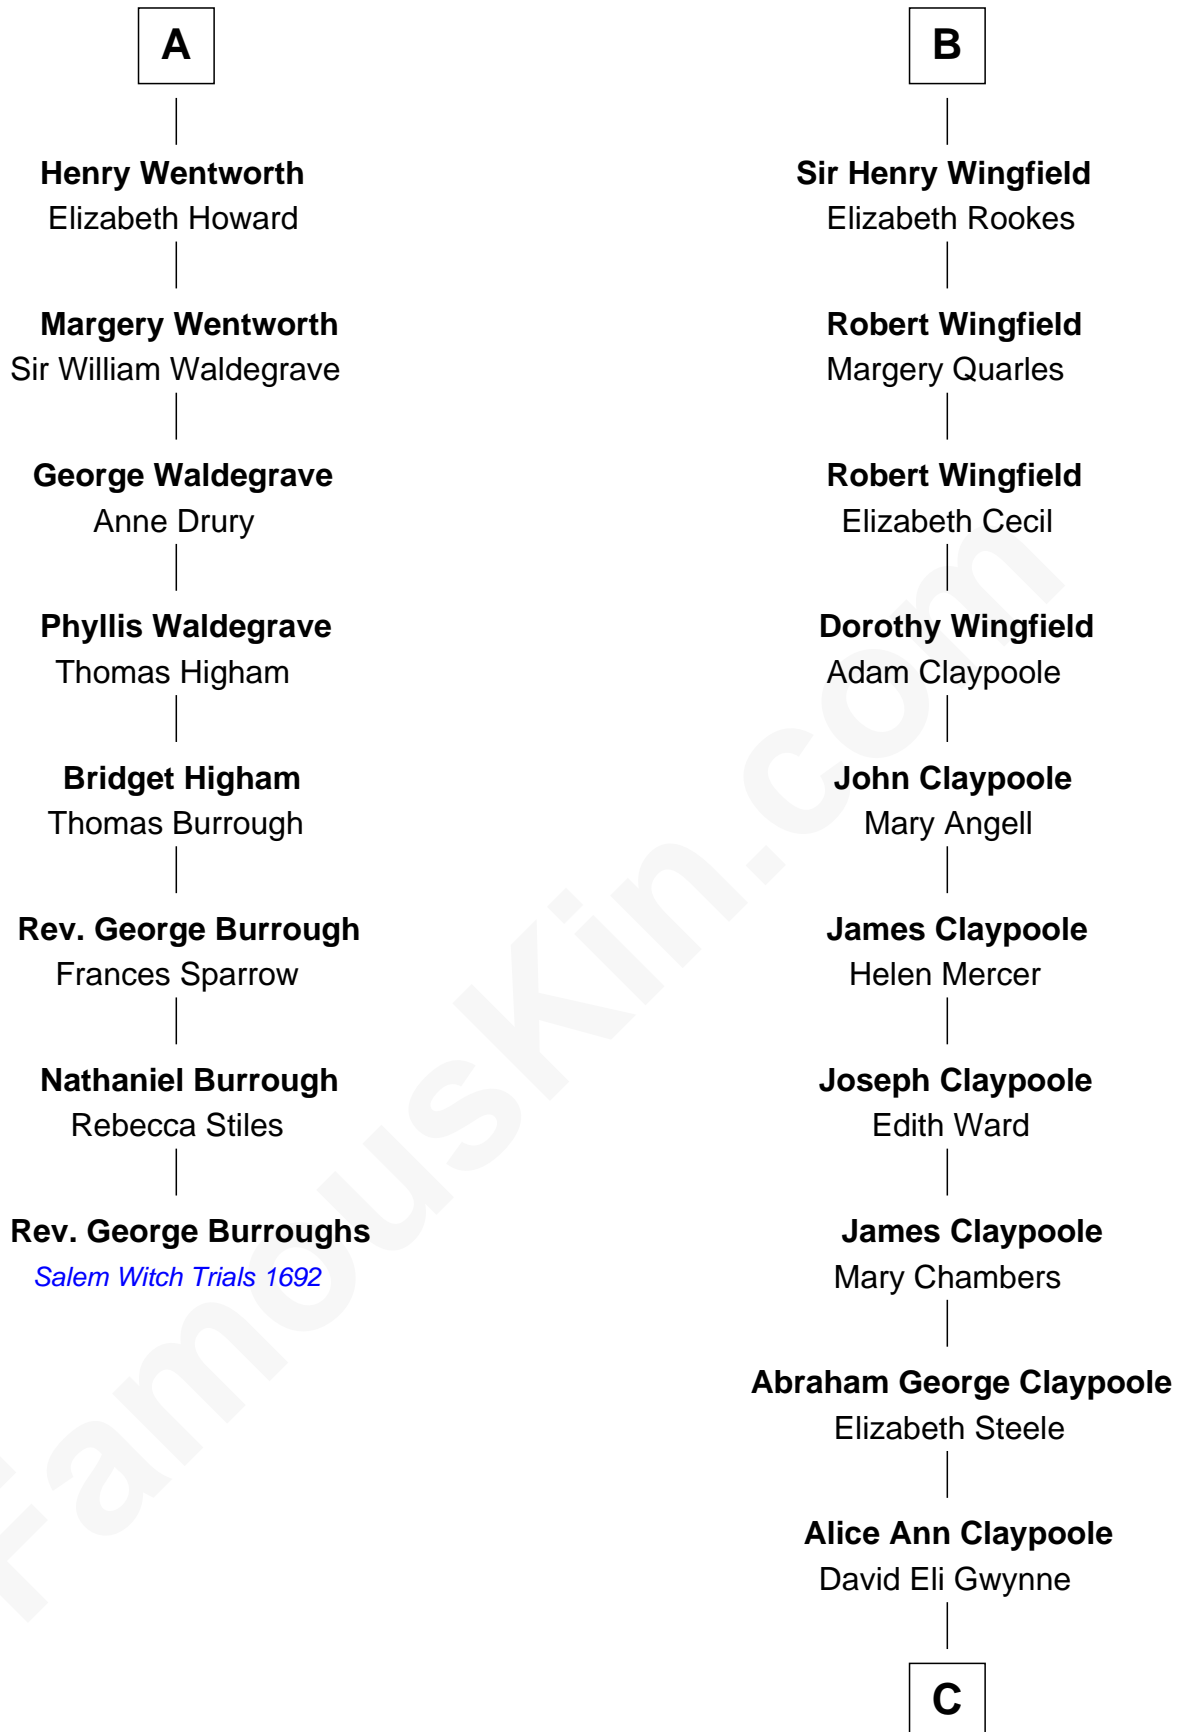 A
Henry Wentworth
Elizabeth Howard
Margery Wentworth
Sir William Waldegrave
George Waldegrave
Anne Drury
Phyllis Waldegrave
Thomas Higham
Bridget Higham
Thomas Burrough
Rev. George Burrough
Frances Sparrow
Nathaniel Burrough
Rebecca Stiles
Rev. George Burroughs
Salem Witch Trials 1692
B
Sir Henry Wingfield
Elizabeth Rookes
Robert Wingfield
Margery Quarles
Robert Wingfield
Elizabeth Cecil
Dorothy Wingfield
Adam Claypoole
John Claypoole
Mary Angell
James Claypoole
Helen Mercer
Joseph Claypoole
Edith Ward
James Claypoole
Mary Chambers
Abraham George Claypoole
Elizabeth Steele
Alice Ann Claypoole
David Eli Gwynne
C
FamousKin.com